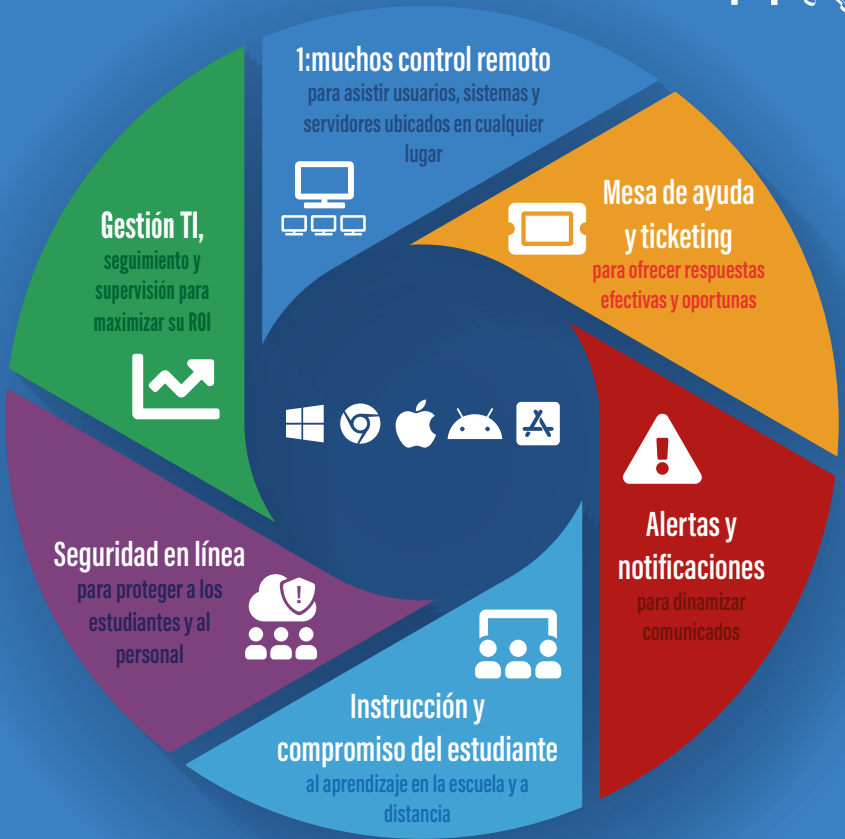 1:muchos control remoto
para asistir usuarios, sistemas y
servidores ubicados en cualquier
lugar
Mesa de ayuda
y ticketing
para ofrecer respuestas
efectivas y oportunas
Alertas y
notificaciones
para dinamizar
comunicados
Instrucción y
compromiso del estudiante
al aprendizaje en la escuela y a
distancia
Seguridad en línea
para proteger a los
estudiantes y al
personal
Gestión TI,
seguimiento y
supervisión para
maximizar su ROI